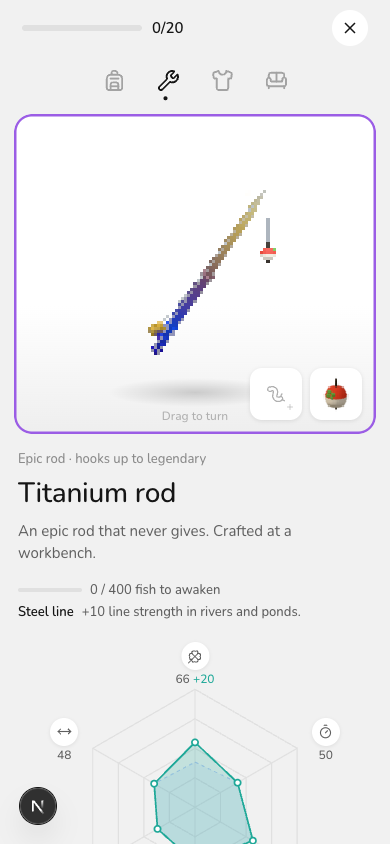 0/20
Drag to turn
Epic rod · hooks up to legendary
Titanium rod
An epic rod that never gives. Crafted at a
workbench.
0 / 400 fish to awaken
Steel line +10 line strength in rivers and ponds.
66 +20
48
50
N